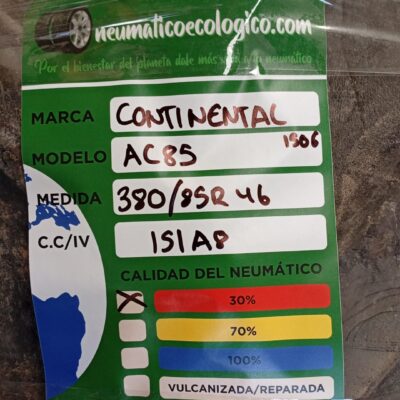 neumaticoecologico.com
Por el bienestar del planeta dale más vida a tu neumático
MARCA CONTINENTAL
MODELO AC85 1506
MEDIDA 380/85R46
C.C/IV 151A8
CALIDAD DEL NEUMÁTICO
X 30%
70%
100%
VULCANIZADA/REPARADA